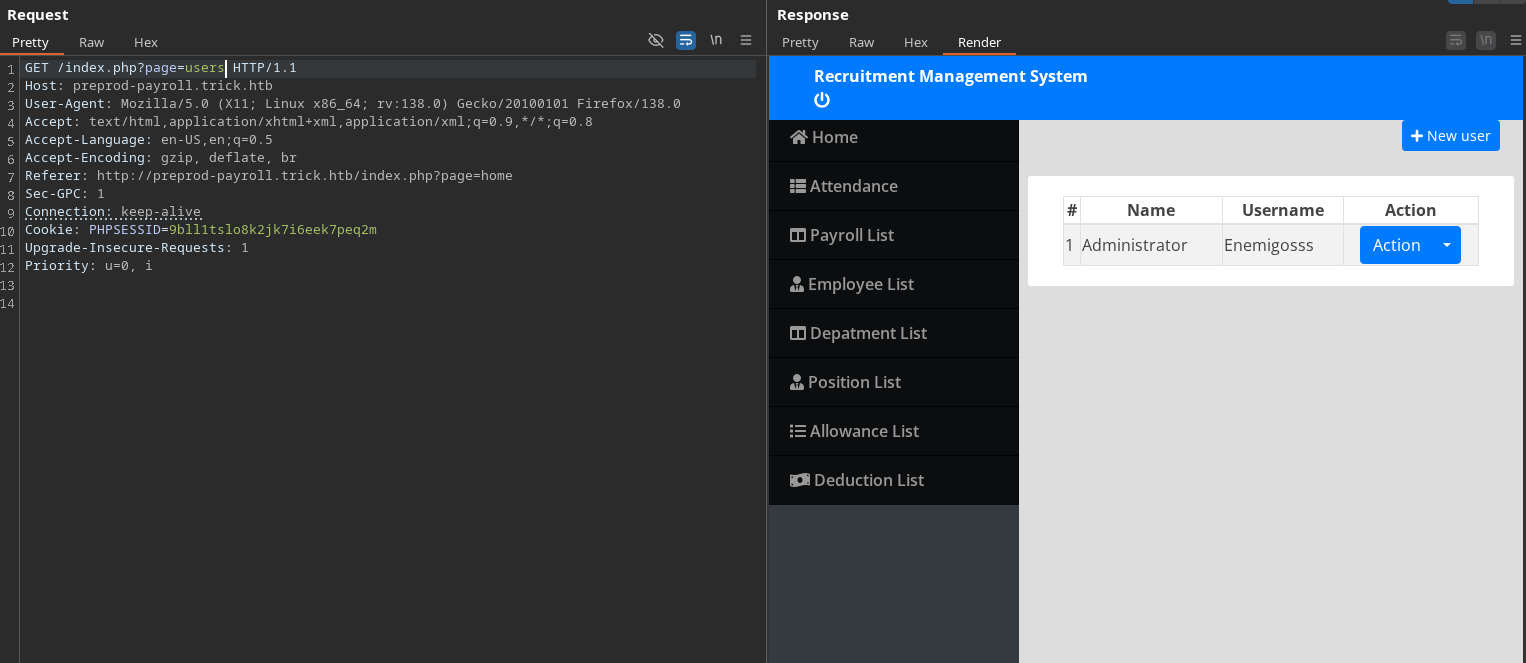 Request
Pretty Raw Hex
\n
1 GET /index.php?page=users HTTP/1.1
2 Host: preprod-payroll.trick.htb
3 User-Agent: Mozilla/5.0 (X11; Linux x86_64; rv:138.0) Gecko/20100101 Firefox/138.0
4 Accept: text/html,application/xhtml+xml,application/xml;q=0.9,*/*;q=0.8
5 Accept-Language: en-US,en;q=0.5
6 Accept-Encoding: gzip, deflate, br
7 Referer: http://preprod-payroll.trick.htb/index.php?page=home
8 Sec-GPC: 1
9 Connection: keep-alive
10 Cookie: PHPSESSID=9bll1tslo8k2jk7i6eek7peq2m
11 Upgrade-Insecure-Requests: 1
12 Priority: u=0, i
13
14
Response
Pretty Raw Hex Render
\n
Recruitment Management System
Home
Attendance
Payroll List
Employee List
Depatment List
Position List
Allowance List
Deduction List
New user
# Name Username Action
1 Administrator Enemigosss Action